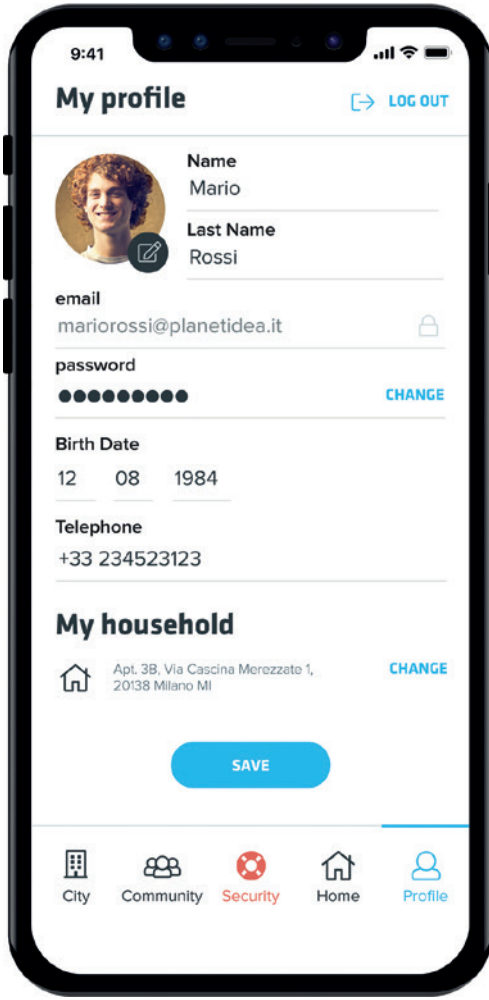 9:41
My profile
LOG OUT
Name
Mario
Last Name
Rossi
email
mariorossi@planetidea.it
password
●●●●●●●●●
CHANGE
Birth Date
12 08 1984
Telephone
+33 234523123
My household
Apt. 3B, Via Cascina Merezzate 1,
20138 Milano MI
CHANGE
SAVE
City Community Security Home Profile